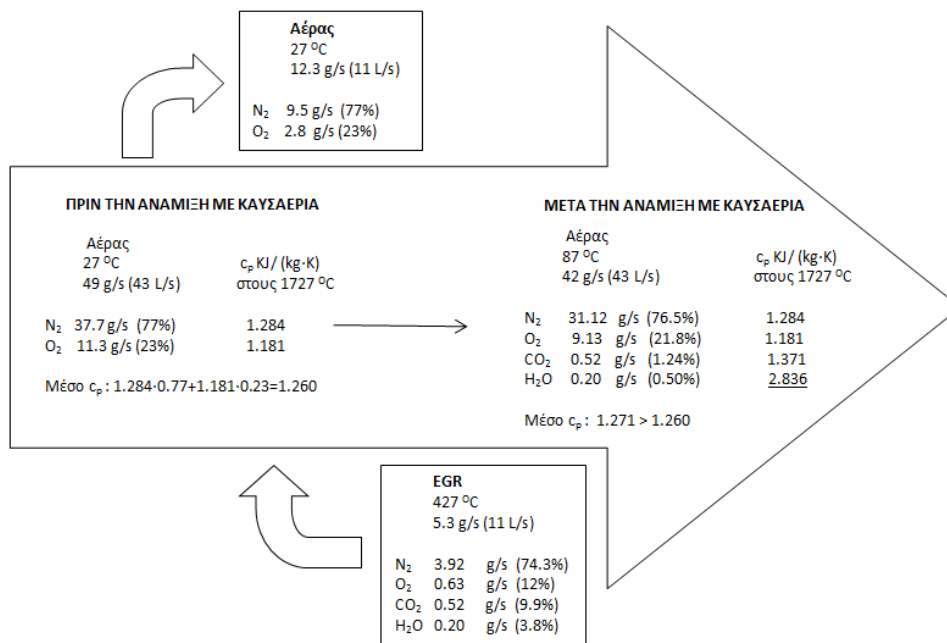 Αέρας
27 ⁰C
12.3 g/s (11 L/s)
N₂ 9.5 g/s (77%)
O₂ 2.8 g/s (23%)
ΠΡΙΝ ΤΗΝ ΑΝΑΜΙΞΗ ΜΕ ΚΑΥΣΑΕΡΙΑ
Αέρας
27 ⁰C
49 g/s (43 L/s)
cₚ KJ/ (kg·K)
στους 1727 ⁰C
N₂ 37.7 g/s (77%) 1.284
O₂ 11.3 g/s (23%) 1.181
Μέσο cₚ : 1.284·0.77+1.181·0.23=1.260
ΜΕΤΑ ΤΗΝ ΑΝΑΜΙΞΗ ΜΕ ΚΑΥΣΑΕΡΙΑ
Αέρας
87 ⁰C
42 g/s (43 L/s)
cₚ KJ/ (kg·K)
στους 1727 ⁰C
N₂ 31.12 g/s (76.5%) 1.284
O₂ 9.13 g/s (21.8%) 1.181
CO₂ 0.52 g/s (1.24%) 1.371
H₂O 0.20 g/s (0.50%) 2.836
Μέσο cₚ : 1.271 > 1.260
EGR
427 ⁰C
5.3 g/s (11 L/s)
N₂ 3.92 g/s (74.3%)
O₂ 0.63 g/s (12%)
CO₂ 0.52 g/s (9.9%)
H₂O 0.20 g/s (3.8%)